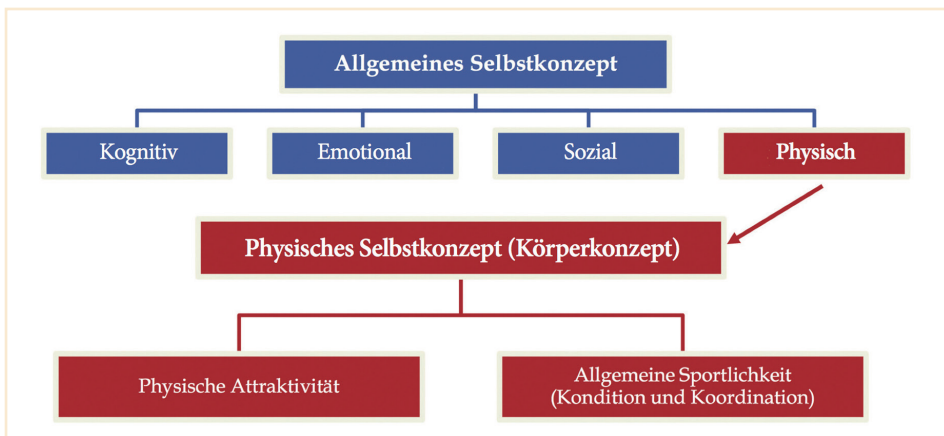 Allgemeines Selbstkonzept
Kognitiv
Emotional
Sozial
Physisch
Physisches Selbstkonzept (Körperkonzept)
Physische Attraktivität
Allgemeine Sportlichkeit
(Kondition und Koordination)